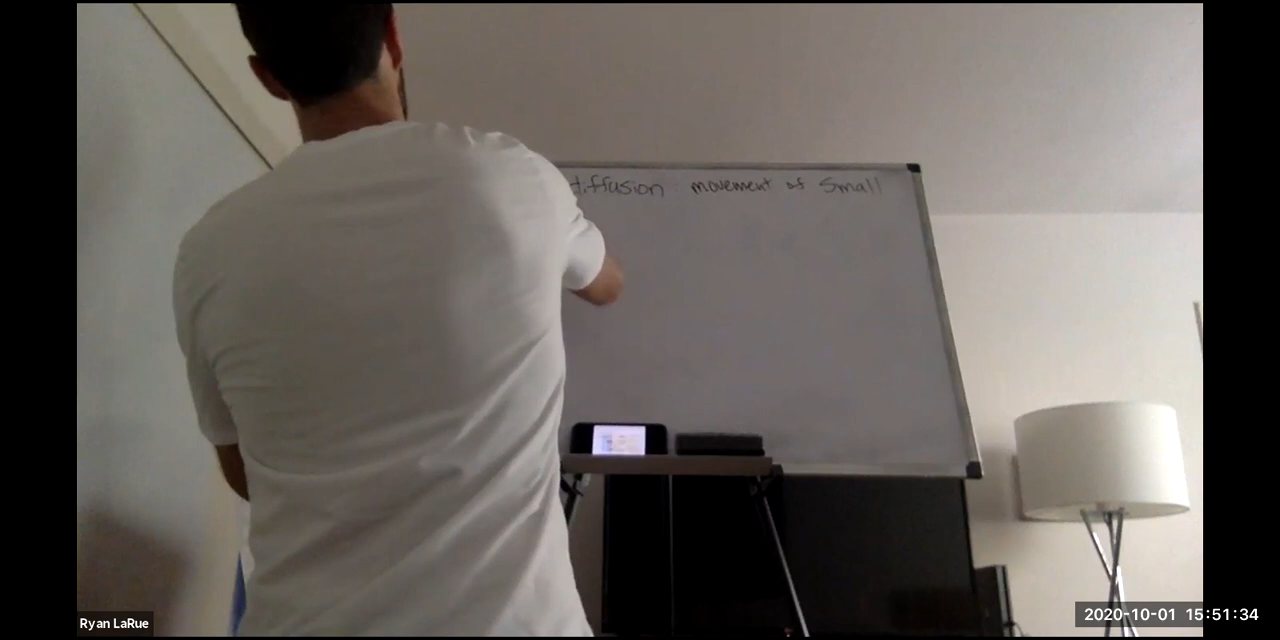 diffusion : movement of small
Ryan LaRue
2020-10-01 15:51:34